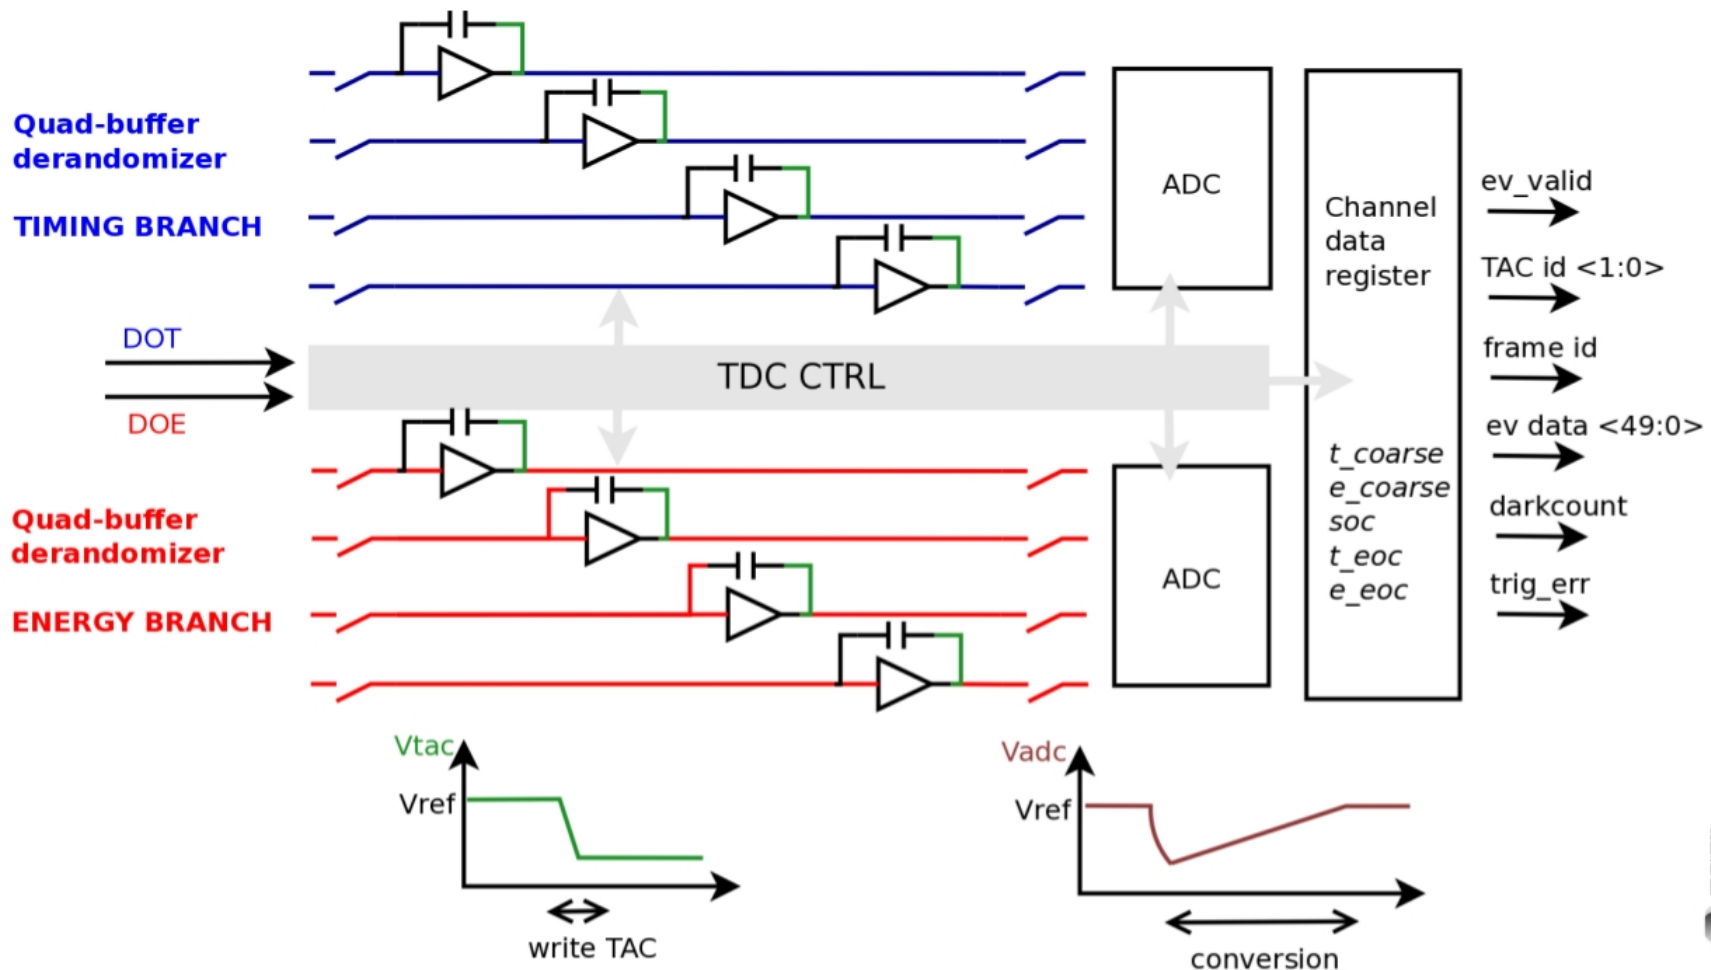 Quad-buffer
derandomizer
TIMING BRANCH
DOT
DOE
TDC CTRL
Quad-buffer
derandomizer
ENERGY BRANCH
ADC
ADC
Channel
data
register
t_coarse
e_coarse
soc
t_eoc
e_eoc
ev_valid
TAC id <1:0>
frame id
ev data <49:0>
darkcount
trig_err
Vtac
Vref
write TAC
Vadc
Vref
conversion